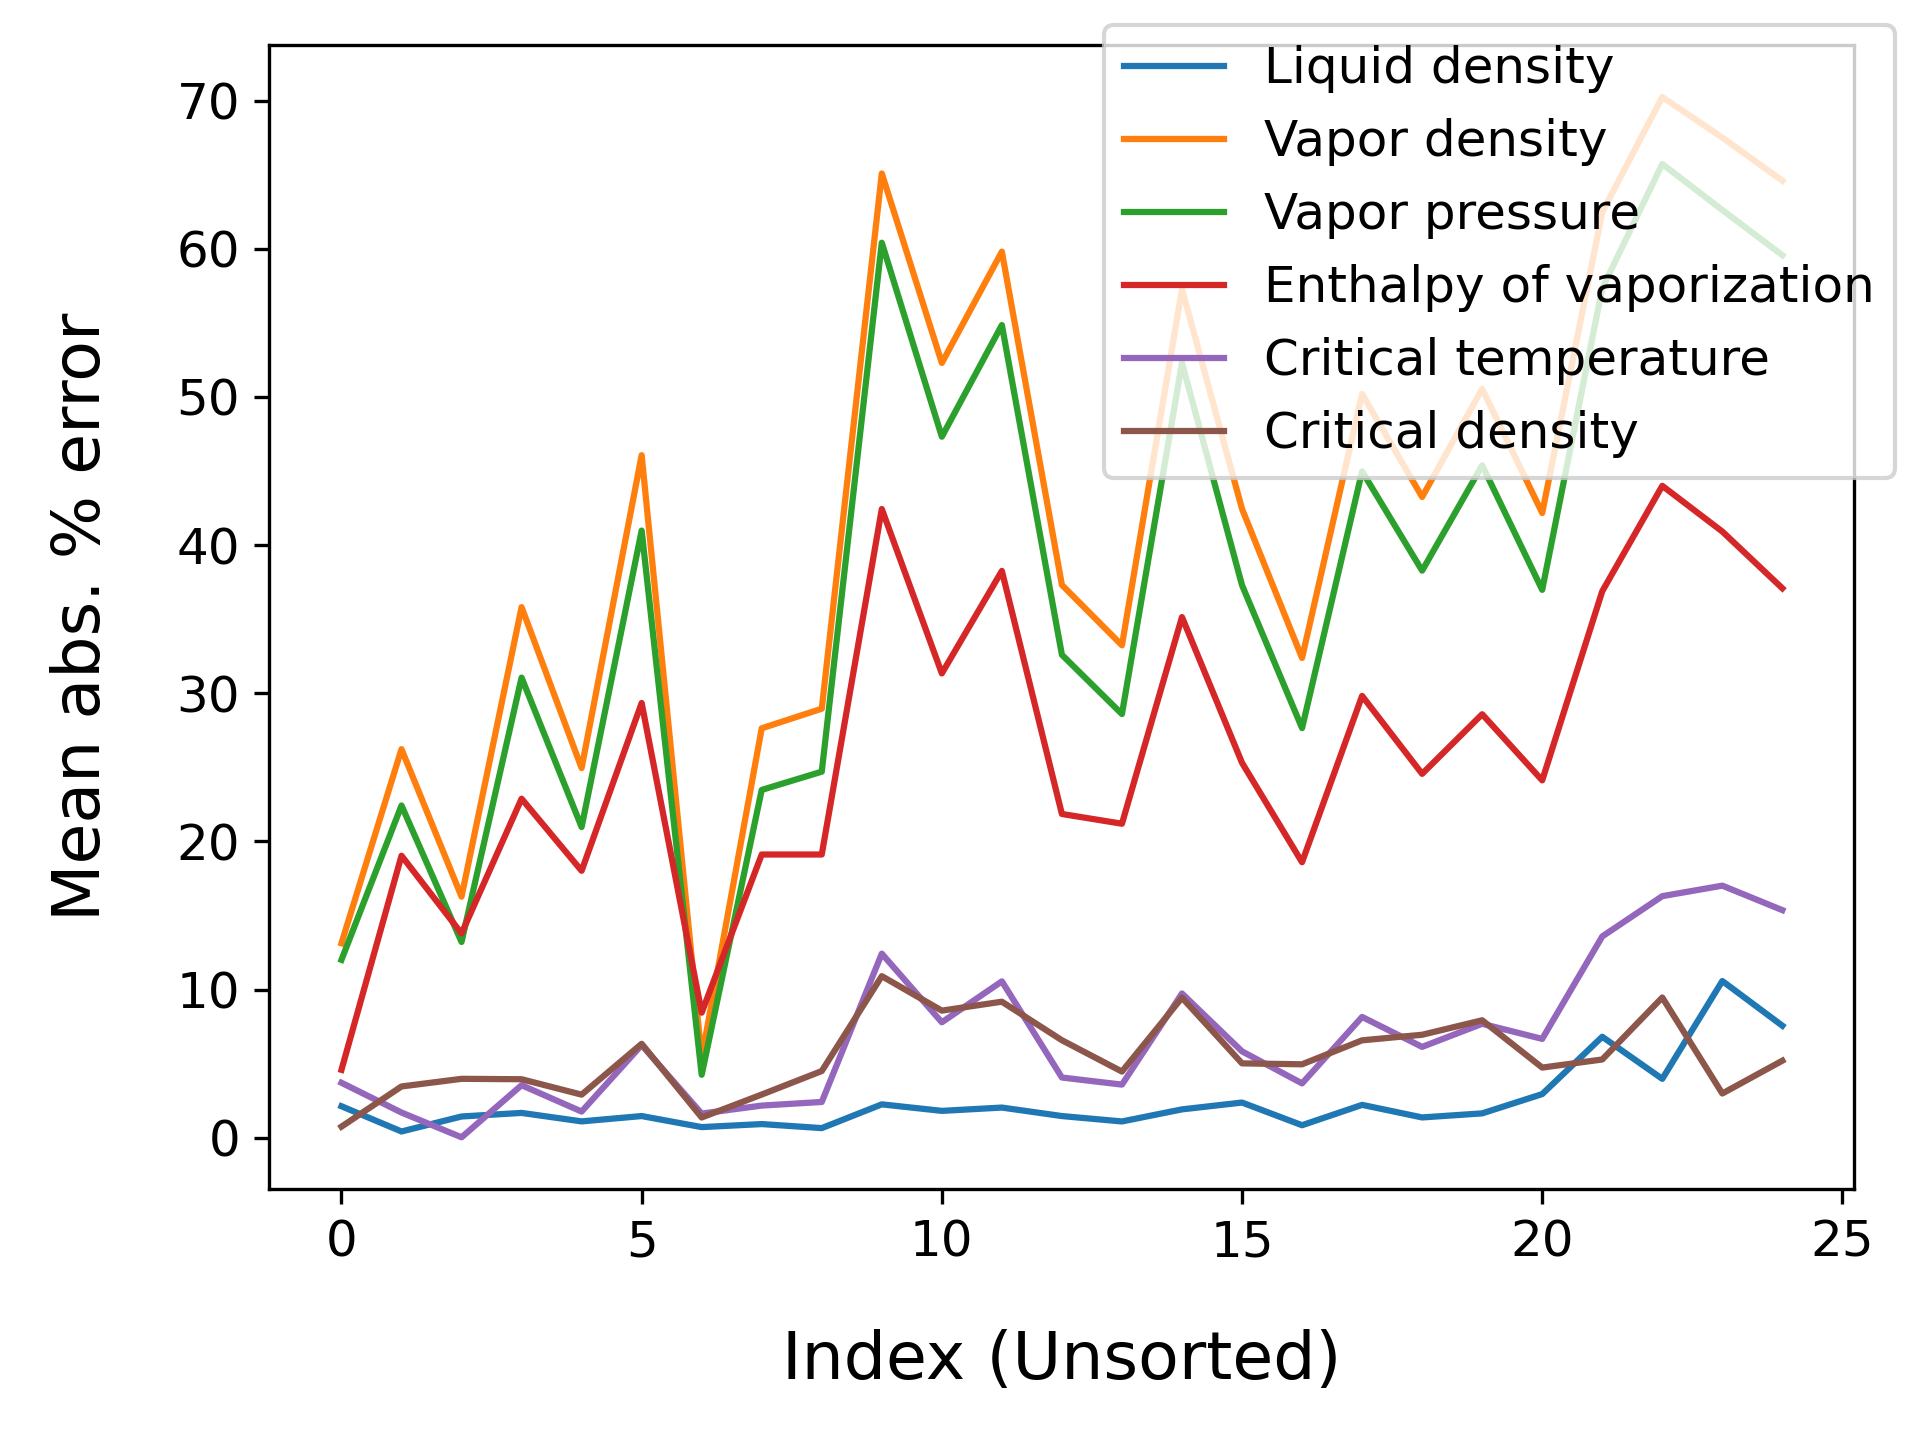 Liquid density
Vapor density
Vapor pressure
Enthalpy of vaporization
Critical temperature
Critical density
Mean abs. % error
70
60
50
40
30
20
10
0
0 5 10 15 20 25
Index (Unsorted)